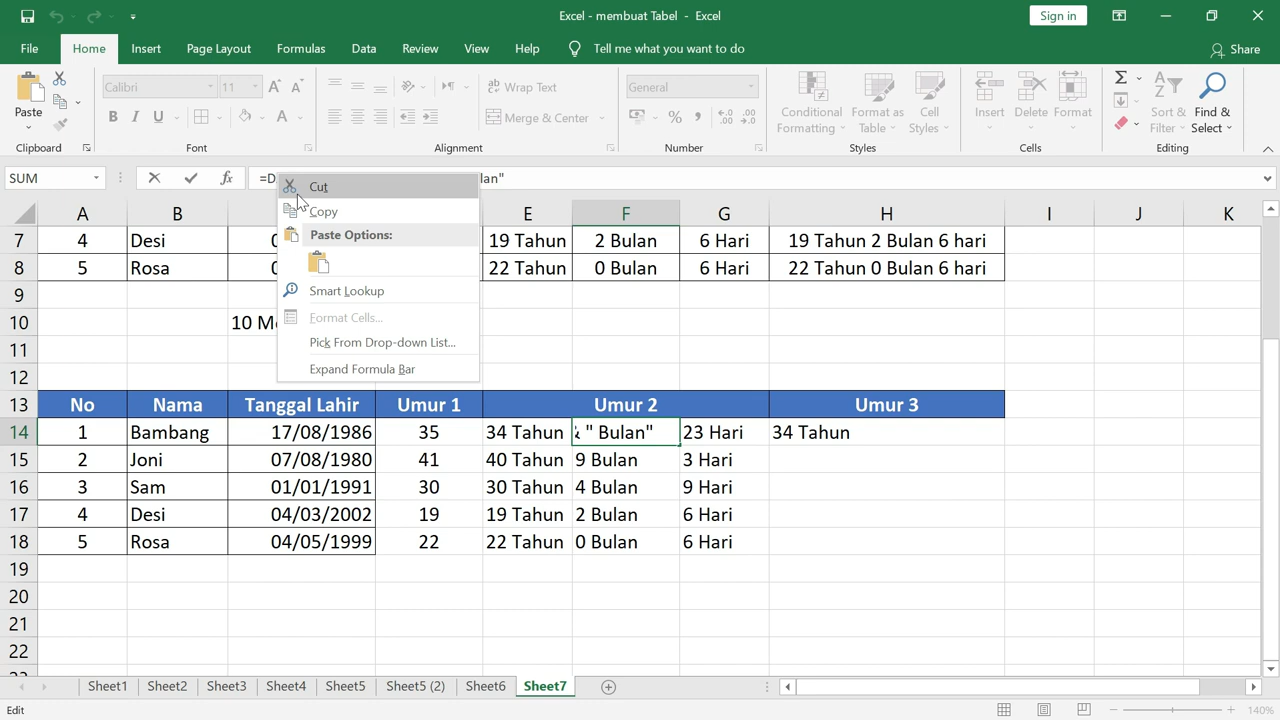 Excel - membuat Tabel - Excel
Sign in
File Home Insert Page Layout Formulas Data Review View Help Tell me what you want to do Share
Paste
Calibri 11
B I U A
Wrap Text
Merge & Center
General
Conditional Formatting
Format as Table
Cell Styles
Insert Delete Format
Sort & Filter
Find & Select
Clipboard Font Alignment Number Styles Cells Editing
SUM fx =D lan"
Cut
Copy
Paste Options:
Smart Lookup
Format Cells...
Pick From Drop-down List...
Expand Formula Bar
A B E F G H I J K
7 4 Desi 0 19 Tahun 2 Bulan 6 Hari 19 Tahun 2 Bulan 6 hari
8 5 Rosa 0 22 Tahun 0 Bulan 6 Hari 22 Tahun 0 Bulan 6 hari
9
10 10 M
11
12
13 No Nama Tanggal Lahir Umur 1 Umur 2 Umur 3
14 1 Bambang 17/08/1986 35 34 Tahun & " Bulan" 23 Hari 34 Tahun
15 2 Joni 07/08/1980 41 40 Tahun 9 Bulan 3 Hari
16 3 Sam 01/01/1991 30 30 Tahun 4 Bulan 9 Hari
17 4 Desi 04/03/2002 19 19 Tahun 2 Bulan 6 Hari
18 5 Rosa 04/05/1999 22 22 Tahun 0 Bulan 6 Hari
19
20
21
22
Sheet1 Sheet2 Sheet3 Sheet4 Sheet5 Sheet5 (2) Sheet6 Sheet7
Edit 140%